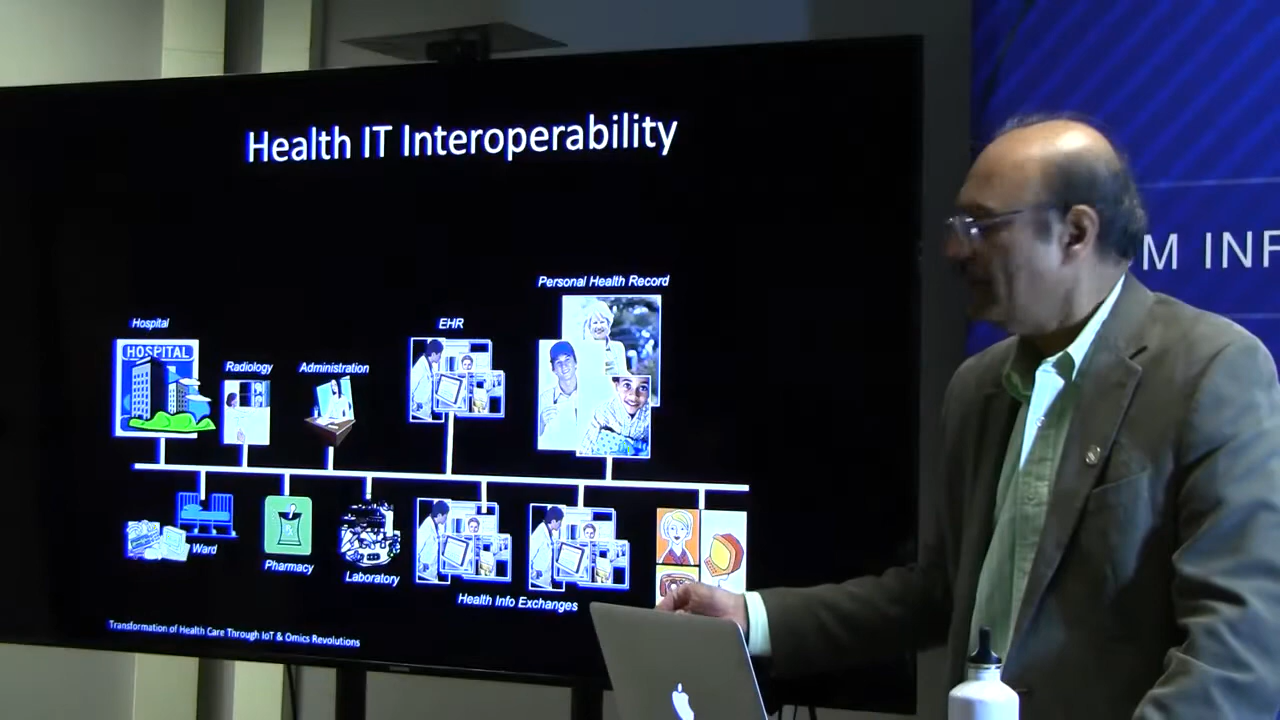 Health IT Interoperability
Personal Health Record
Hospital
EHR
Radiology
Administration
HOSPITAL
Ward
Pharmacy
Laboratory
Health Info Exchanges
Transformation of Health Care Through IoT & Omics Revolutions
M INF